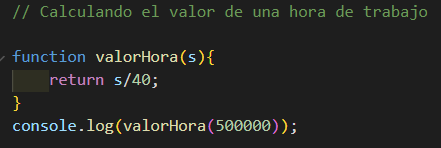 // Calculando el valor de una hora de trabajo
function valorHora(s){
return s/40;
}
console.log(valorHora(500000));